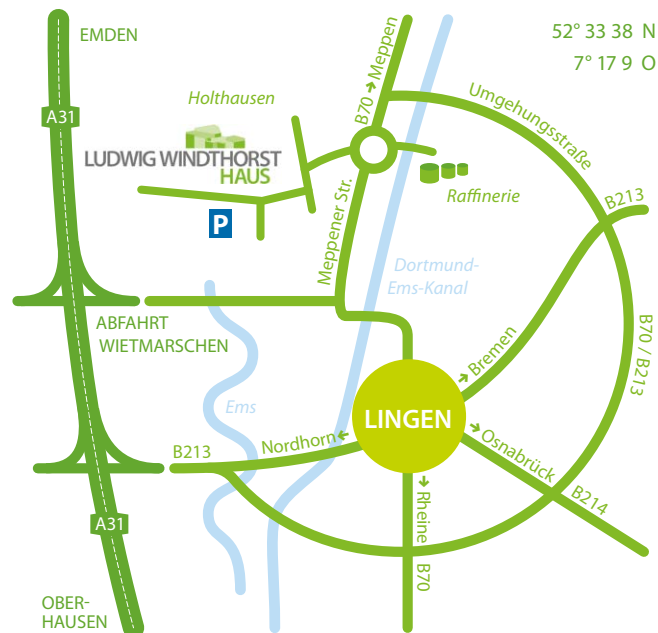 EMDEN
52° 33 38 N
7° 17 9 O
B70 → Meppen
Holthausen
Umgehungsstraße
A31
LUDWIG WINDTHORST
HAUS
Raffinerie
B213
P
Meppener Str.
Dortmund-
Ems-Kanal
ABFAHRT
WIETMARSCHEN
→ Bremen
B70 / B213
Ems
LINGEN
Nordhorn ←
B213
→ Osnabrück
B214
→ Rheine
B70
A31
OBER-
HAUSEN